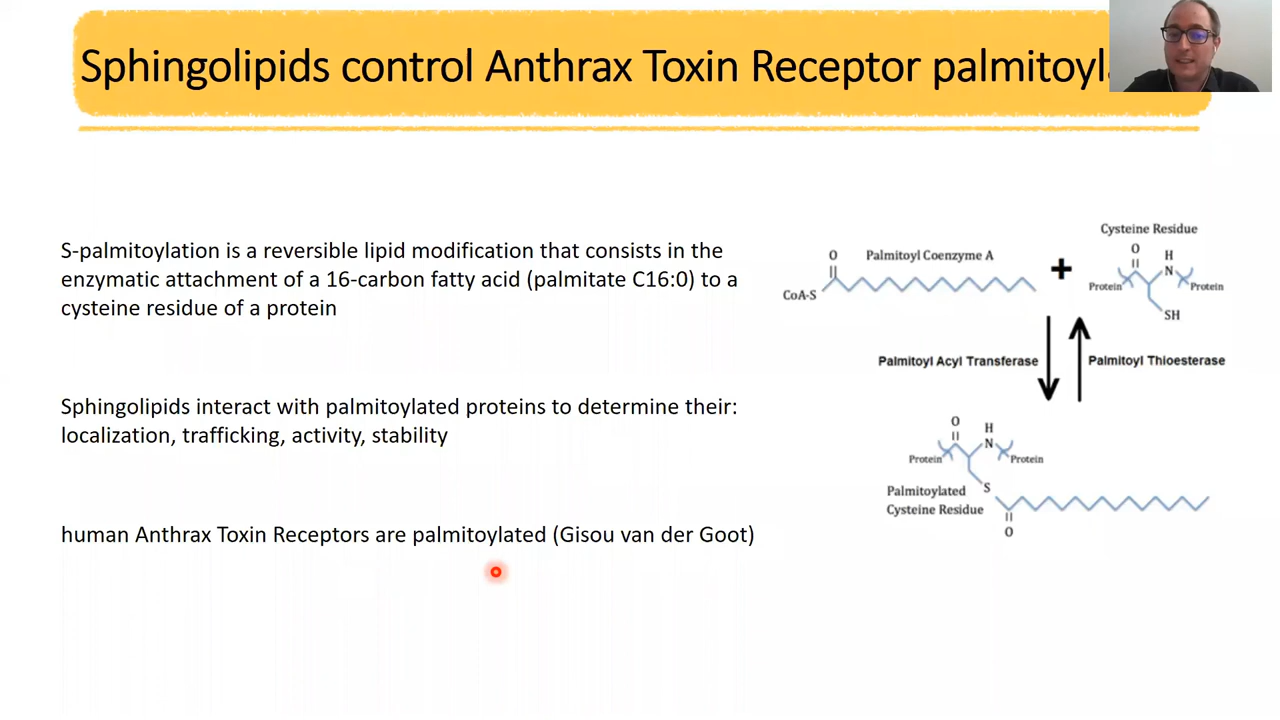 Sphingolipids control Anthrax Toxin Receptor
S-palmitoylation is a reversible lipid modification that consists in the
enzymatic attachment of a 16-carbon fatty acid (palmitate C16:0) to a
cysteine residue of a protein
Sphingolipids interact with palmitoylated proteins to determine their:
localization, trafficking, activity, stability
human Anthrax Toxin Receptors are palmitoylated (Gisou van der Goot)
Cysteine Residue
O
Palmitoyl Coenzyme A
CoA-S
+
O
H
N
Protein
Protein
SH
Palmitoyl Acyl Transferase
Palmitoyl Thioesterase
O
H
N
Protein
Protein
S
Palmitoylated
Cysteine Residue
O